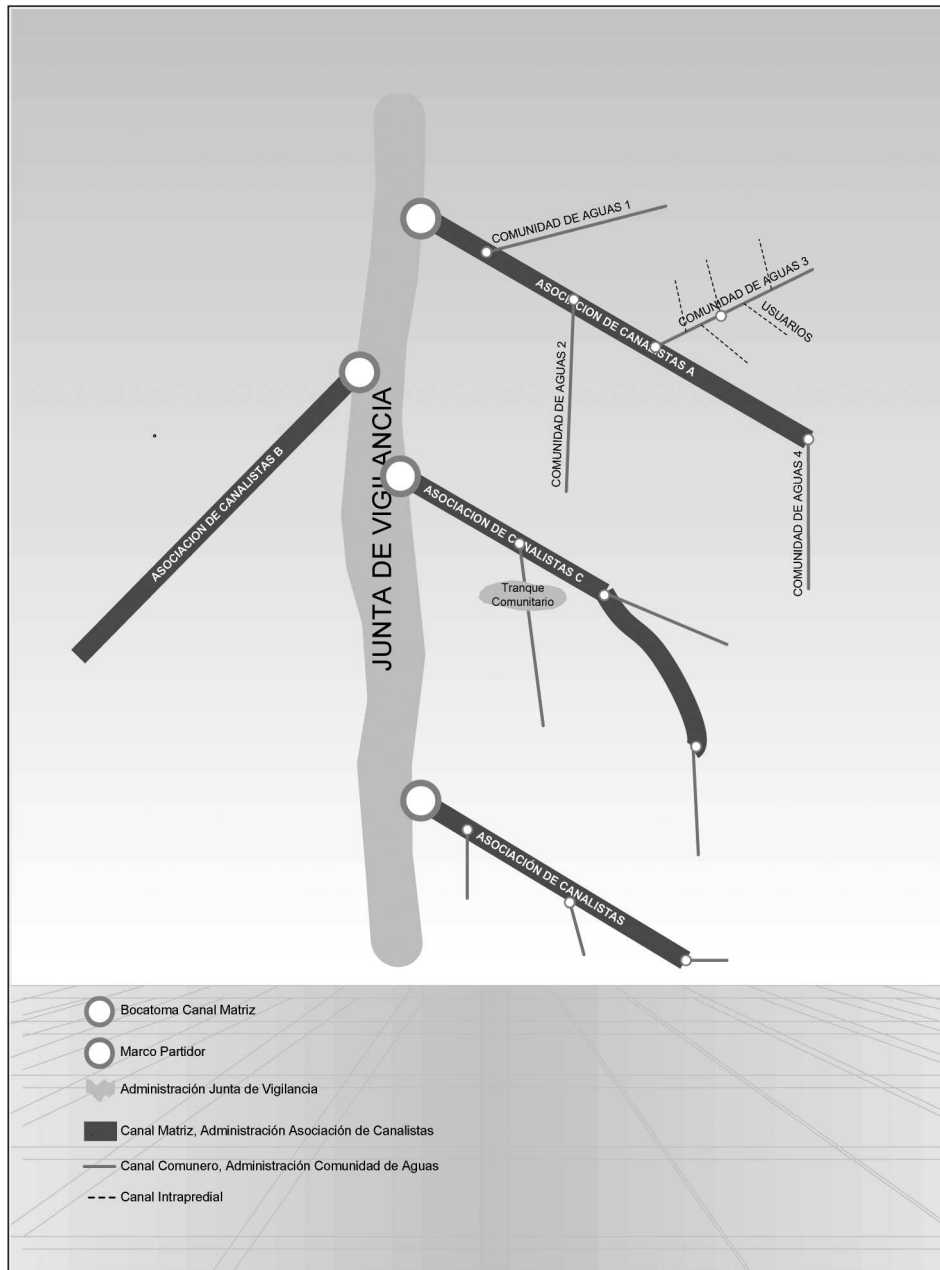 COMUNIDAD DE AGUAS 1
ASOCIACION DE CANALISTAS A
COMUNIDAD DE AGUAS 3
USUARIOS
COMUNIDAD DE AGUAS 2
COMUNIDAD DE AGUAS 4
ASOCIACION DE CANALISTAS B
JUNTA DE VIGILANCIA
ASOCIACION DE CANALISTAS C
Tranque
Comunitario
ASOCIACIÓN DE CANALISTAS
Bocatoma Canal Matriz
Marco Partidor
Administración Junta de Vigilancia
Canal Matriz, Administración Asociación de Canalistas
Canal Comunero, Administración Comunidad de Aguas
Canal Intrapredial